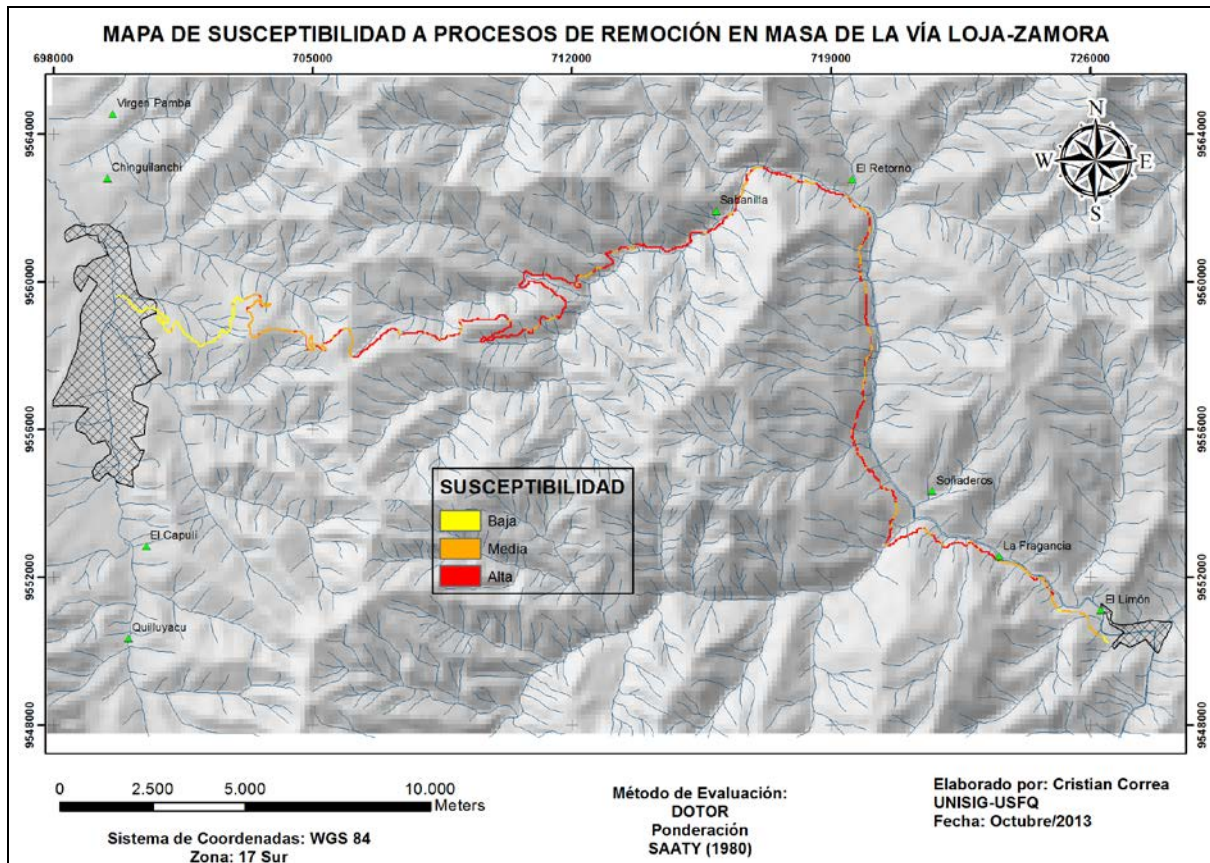 MAPA DE SUSCEPTIBILIDAD A PROCESOS DE REMOCIÓN EN MASA DE LA VÍA LOJA-ZAMORA
698000 705000 712000 719000 726000
9564000
9564000
Virgen Pamba
Chinguilanchi
El Retorno
N
W E
S
Sabanilla
9560000
9560000
9556000
9556000
SUSCEPTIBILIDAD
Baja
Media
Alta
Soñaderos
El Capulí
La Fragancia
9552000
9552000
El Limón
Quilluyacu
9548000
9548000
0 2.500 5.000 10.000
Meters
Sistema de Coordenadas: WGS 84
Zona: 17 Sur
Método de Evaluación:
DOTOR
Ponderación
SAATY (1980)
Elaborado por: Cristian Correa
UNISIG-USFQ
Fecha: Octubre/2013